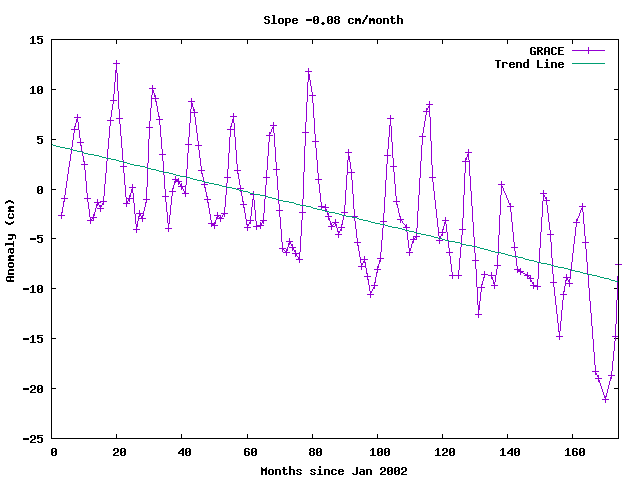 Slope -0.08 cm/month
GRACE
Trend Line
15
10
5
0
-5
-10
-15
-20
-25
Anomaly (cm)
0 20 40 60 80 100 120 140 160
Months since Jan 2002